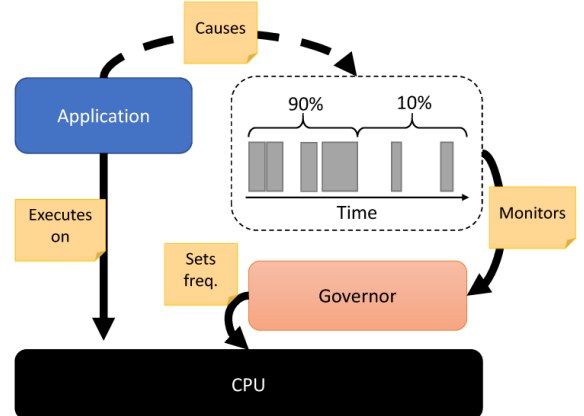 Causes
Application
90%
10%
Time
Executes
on
Monitors
Sets
freq.
Governor
CPU